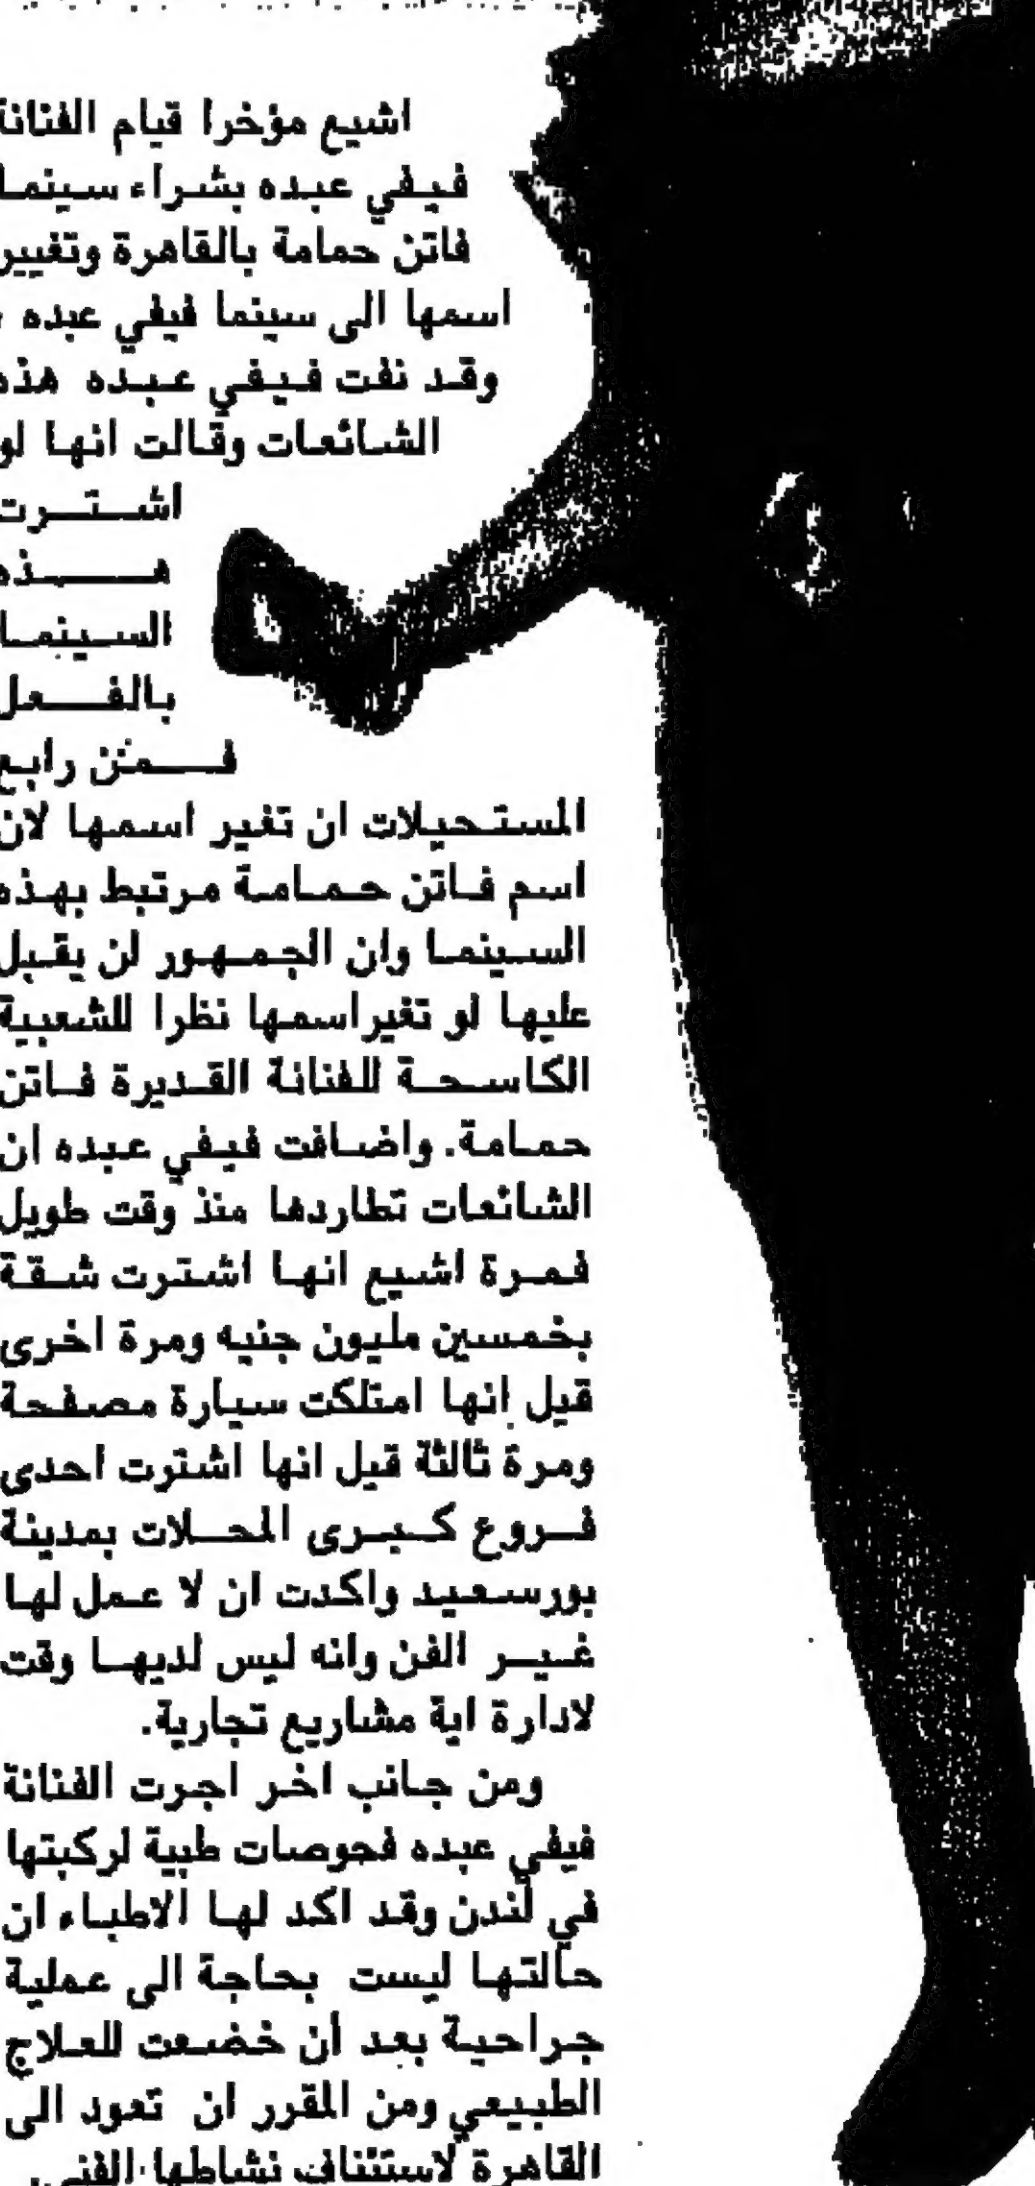 اشيع مؤخرا قيام الفنانة
فيفي عبده بشراء سينما
فاتن حمامة بالقاهرة وتغيير
اسمها الى سينما فيفي عبده
وقد نفت فيفي عبده هذه
الشائعات وقالت انها لو
اشترت
هذه
السينما
بالفعل
فمن رابع
المستحيلات ان تغير اسمها لان
اسم فاتن حمامة مرتبط بهذه
السينما وان الجمهور لن يقبل
عليها لو تغيراسمها نظرا للشعبية
الكاسحة للفنانة القديرة فاتن
حمامة. واضافت فيفي عبده ان
الشائعات تطاردها منذ وقت طويل
فمرة اشيع انها اشترت شقة
بخمسين مليون جنيه ومرة اخرى
قيل إنها امتلكت سيارة مصفحة
ومرة ثالثة قيل انها اشترت احدى
فروع كبرى المحلات بمدينة
بورسعيد واكدت ان لا عمل لها
غير الفن وانه ليس لديها وقت
لادارة اية مشاريع تجارية.
ومن جانب اخر اجرت الفنانة
فيفي عبده فحوصات طبية لركبتها
في لندن وقد اكد لها الاطباء ان
حالتها ليست بحاجة الى عملية
جراحية بعد أن خضعت للعلاج
الطبيعي ومن المقرر ان تعود الى
القاهرة لاستئناف نشاطها الفني.